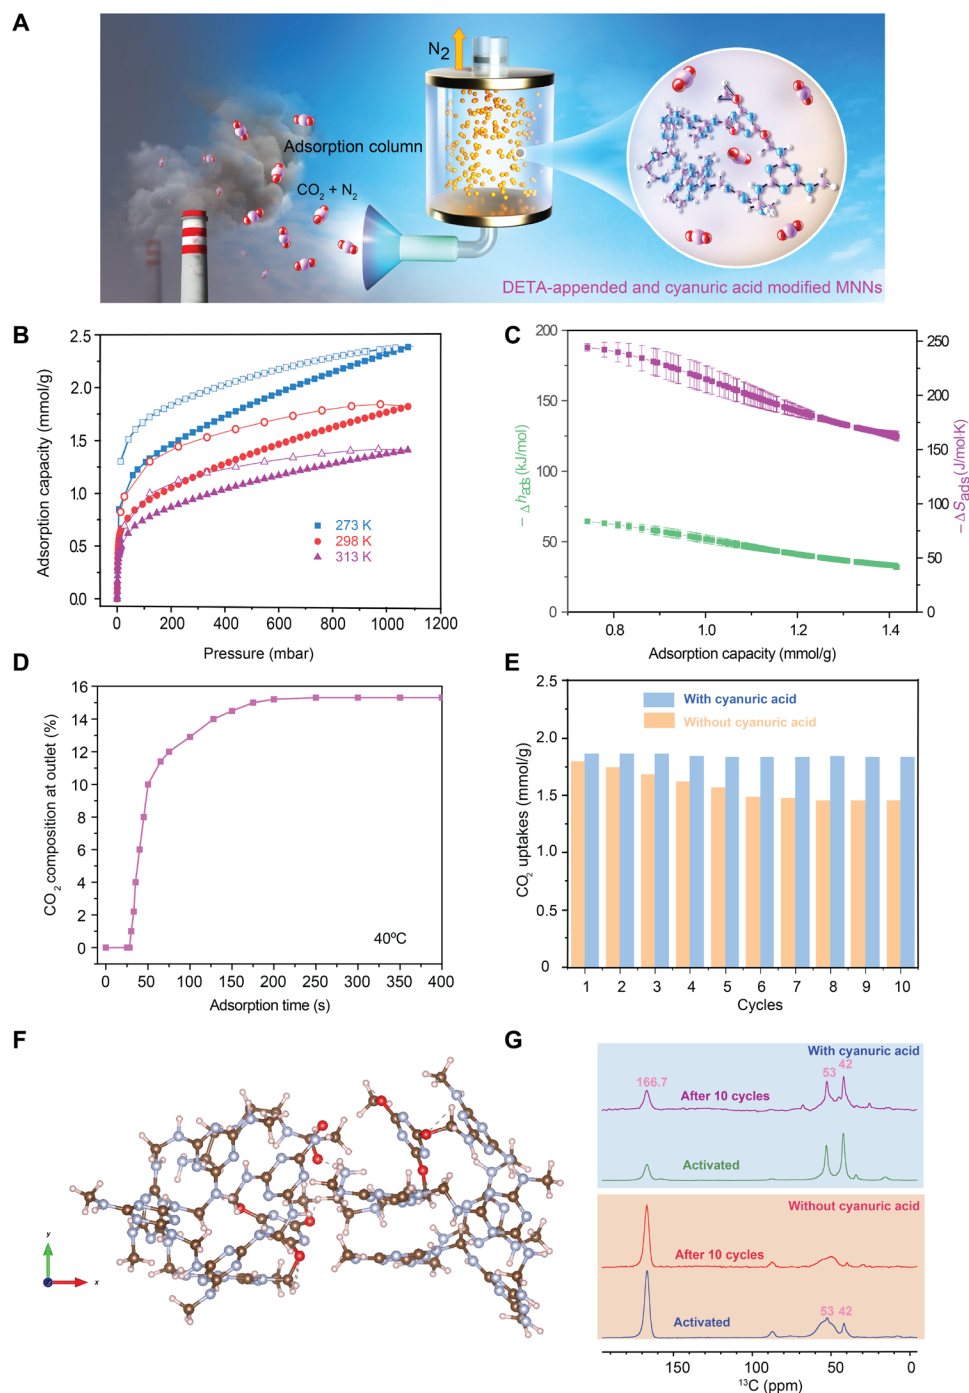 A
N2
Adsorption column
CO2 + N2
DETA-appended and cyanuric acid modified MNNs
B
Adsorption capacity (mmol/g)
2.5
2.0
1.5
1.0
0.5
0.0
273 K
298 K
313 K
0 200 400 600 800 1000 1200
Pressure (mbar)
C
− Δhads (kJ/mol)
200
150
100
50
0
250
200
150
100
50
0
− ΔSads (J/mol·K)
0.8 1.0 1.2 1.4
Adsorption capacity (mmol/g)
D
CO2 composition at outlet (%)
16
14
12
10
8
6
4
2
0
40ºC
0 50 100 150 200 250 300 350 400
Adsorption time (s)
E
CO2 uptakes (mmol/g)
2.5
2.0
1.5
1.0
0.5
0
With cyanuric acid
Without cyanuric acid
1 2 3 4 5 6 7 8 9 10
Cycles
F
y
x
G
With cyanuric acid
166.7
53
42
After 10 cycles
Activated
Without cyanuric acid
After 10 cycles
53 42
Activated
150 100 50 0
13C (ppm)